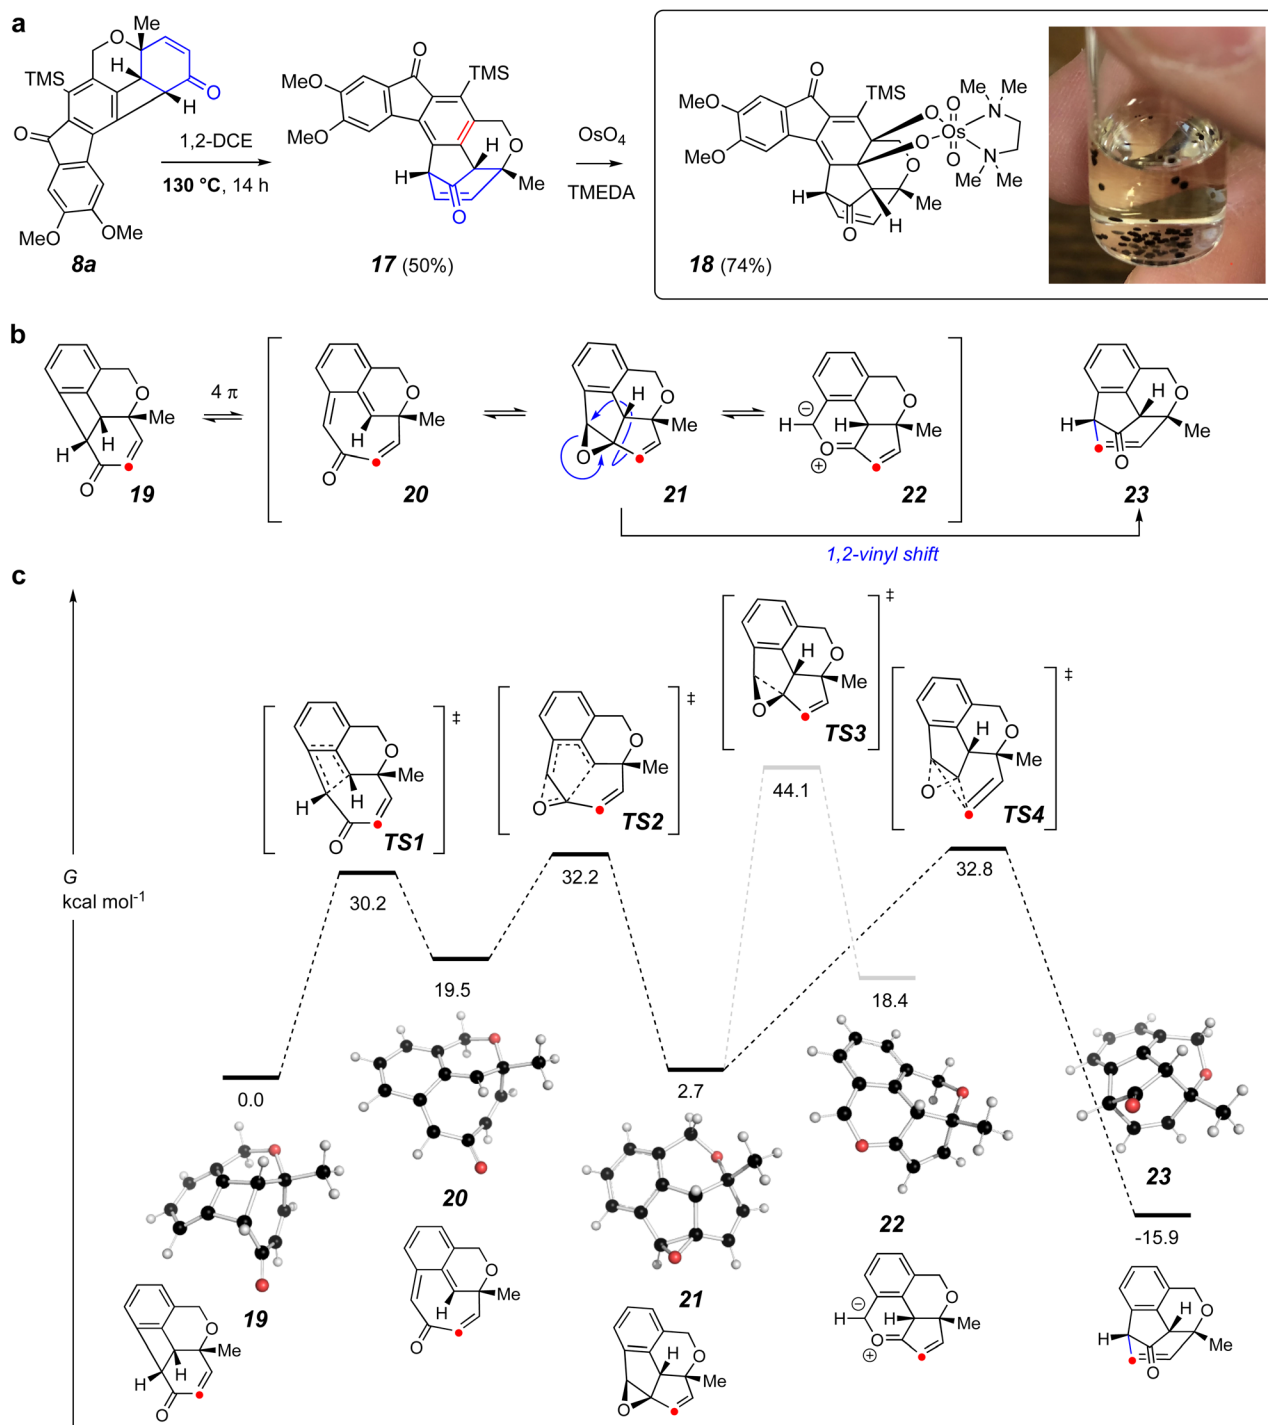 a
Me
O
H
TMS
O
H
O
MeO
OMe
8a
1,2-DCE
130 °C, 14 h
O
MeO
MeO
TMS
H
O
H
Me
O
17 (50%)
OsO4
TMEDA
O
MeO
MeO
TMS
O
O
O
Os
O
Me
Me
N
N
Me
Me
O
H
Me
H
O
18 (74%)
b
O
Me
H
H
O
19
4 π
O
Me
H
O
20
O
H
Me
O
21
O
⊖
H
H
Me
O
⊕
22
O
H
H
Me
O
23
1,2-vinyl shift
c
G
kcal mol-1
O
Me
H
H
O
TS1
‡
30.2
O
Me
O
TS2
‡
32.2
H
O
Me
O
TS3
‡
44.1
H
O
Me
O
TS4
‡
32.8
0.0
19.5
2.7
18.4
-15.9
19
O
Me
H
H
O
20
O
Me
H
O
21
O
H
Me
O
22
O
⊖
H
H
Me
O
⊕
23
O
H
H
Me
O